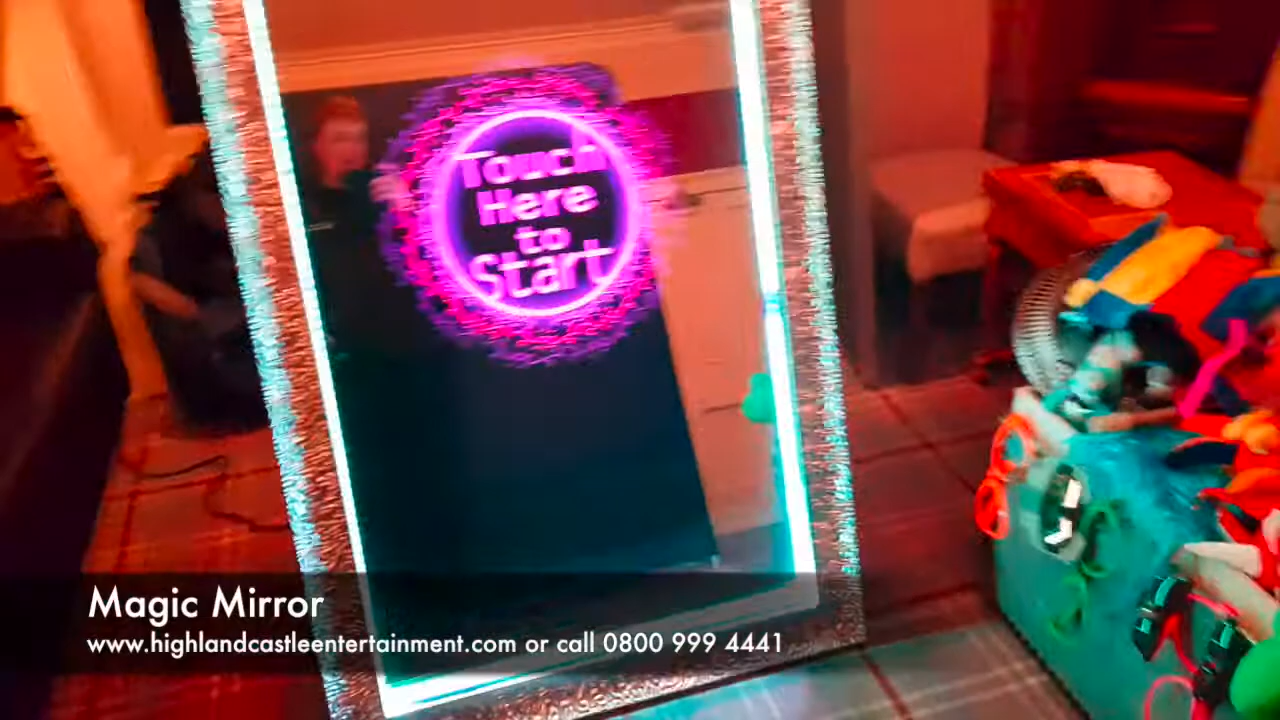 Touch
Here
to
Start
Magic Mirror
www.highlandcastleentertainment.com or call 0800 999 4441